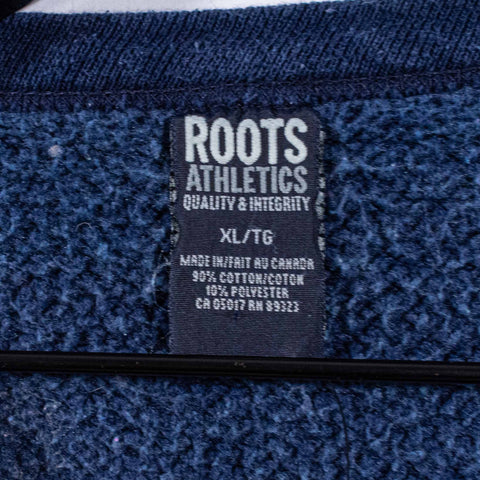 ROOTS
ATHLETICS
QUALITY & INTEGRITY
XL/TG
MADE IN/FAIT AU CANADA
90% COTTON/COTON
10% POLYESTER
CA 05017 RN 89323